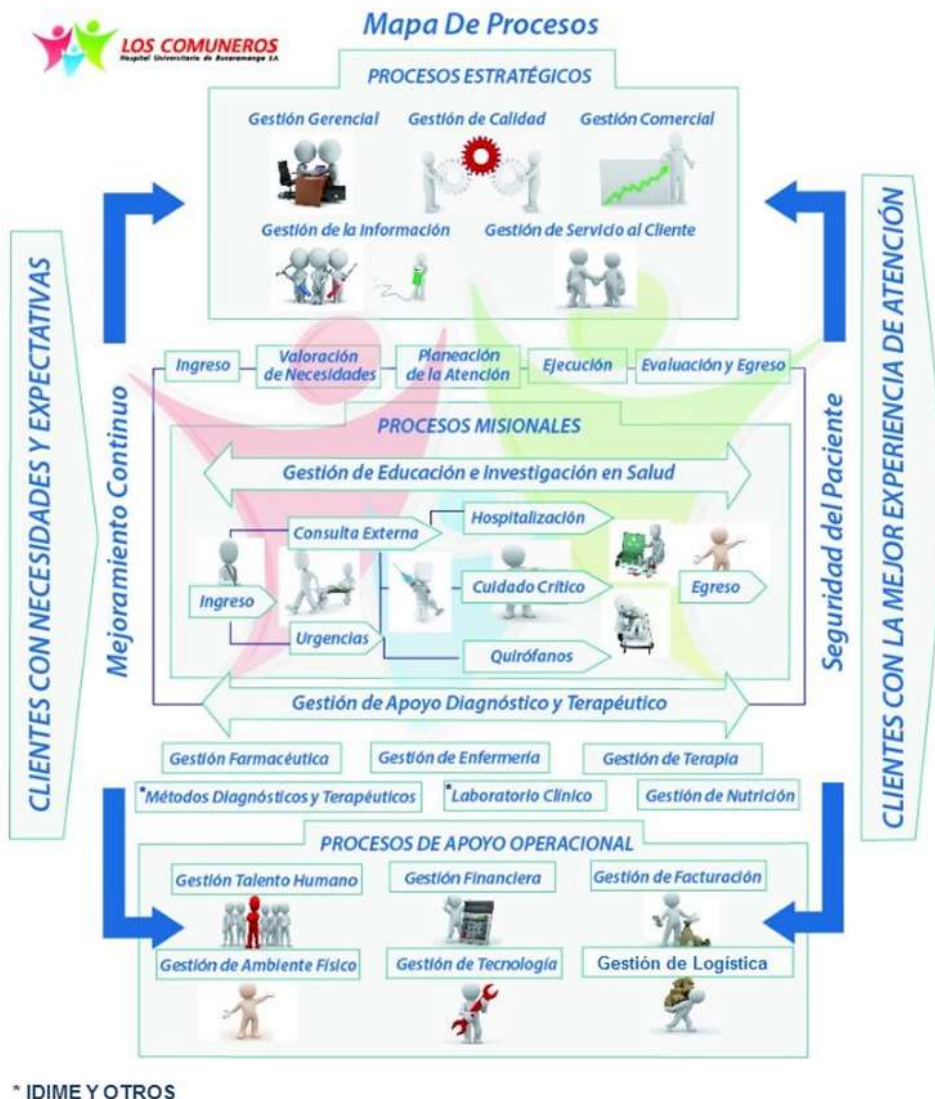 Mapa De Procesos
LOS COMUNEROS
Hospital Universitario de Bucaramanga S.A.
PROCESOS ESTRATÉGICOS
Gestión Gerencial
Gestión de Calidad
Gestión Comercial
Gestión de la Información
Gestión de Servicio al Cliente
CLIENTES CON NECESIDADES Y EXPECTATIVAS
Mejoramiento Continuo
Ingreso
Valoración
de Necesidades
Planeación
de la Atención
Ejecución
Evaluación y Egreso
PROCESOS MISIONALES
Gestión de Educación e Investigación en Salud
Consulta Externa
Hospitalización
Ingreso
Cuidado Crítico
Egreso
Urgencias
Quirófanos
Gestión de Apoyo Diagnóstico y Terapéutico
Seguridad del Paciente
CLIENTES CON LA MEJOR EXPERIENCIA DE ATENCIÓN
Gestión Farmacéutica
Gestión de Enfermería
Gestión de Terapia
*Métodos Diagnósticos y Terapéuticos
*Laboratorio Clínico
Gestión de Nutrición
PROCESOS DE APOYO OPERACIONAL
Gestión Talento Humano
Gestión Financiera
Gestión de Facturación
Gestión de Ambiente Físico
Gestión de Tecnología
Gestión de Logística
* IDIME Y OTROS